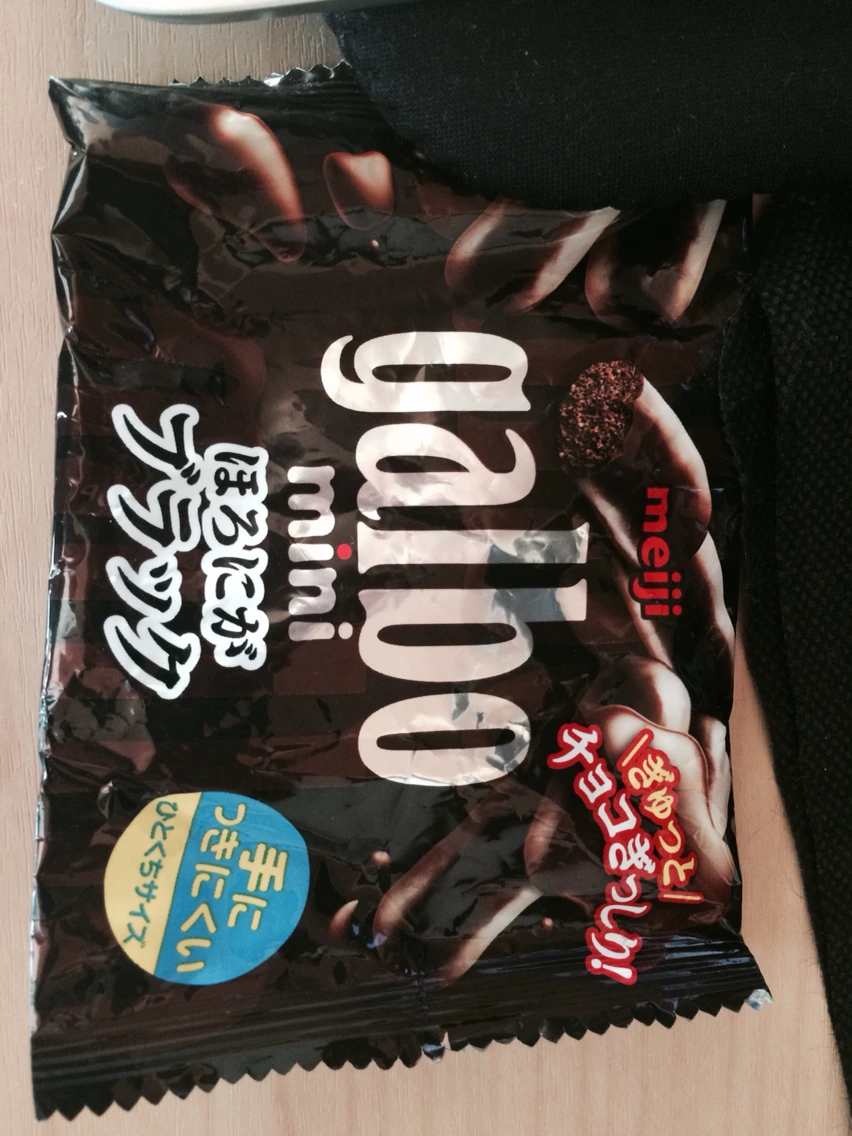 meiji
ぎゅっと
チョコぎっしり!
galbo
mini
ほろにが
ブラック
手に
つきにくい
ひとくちサイズ